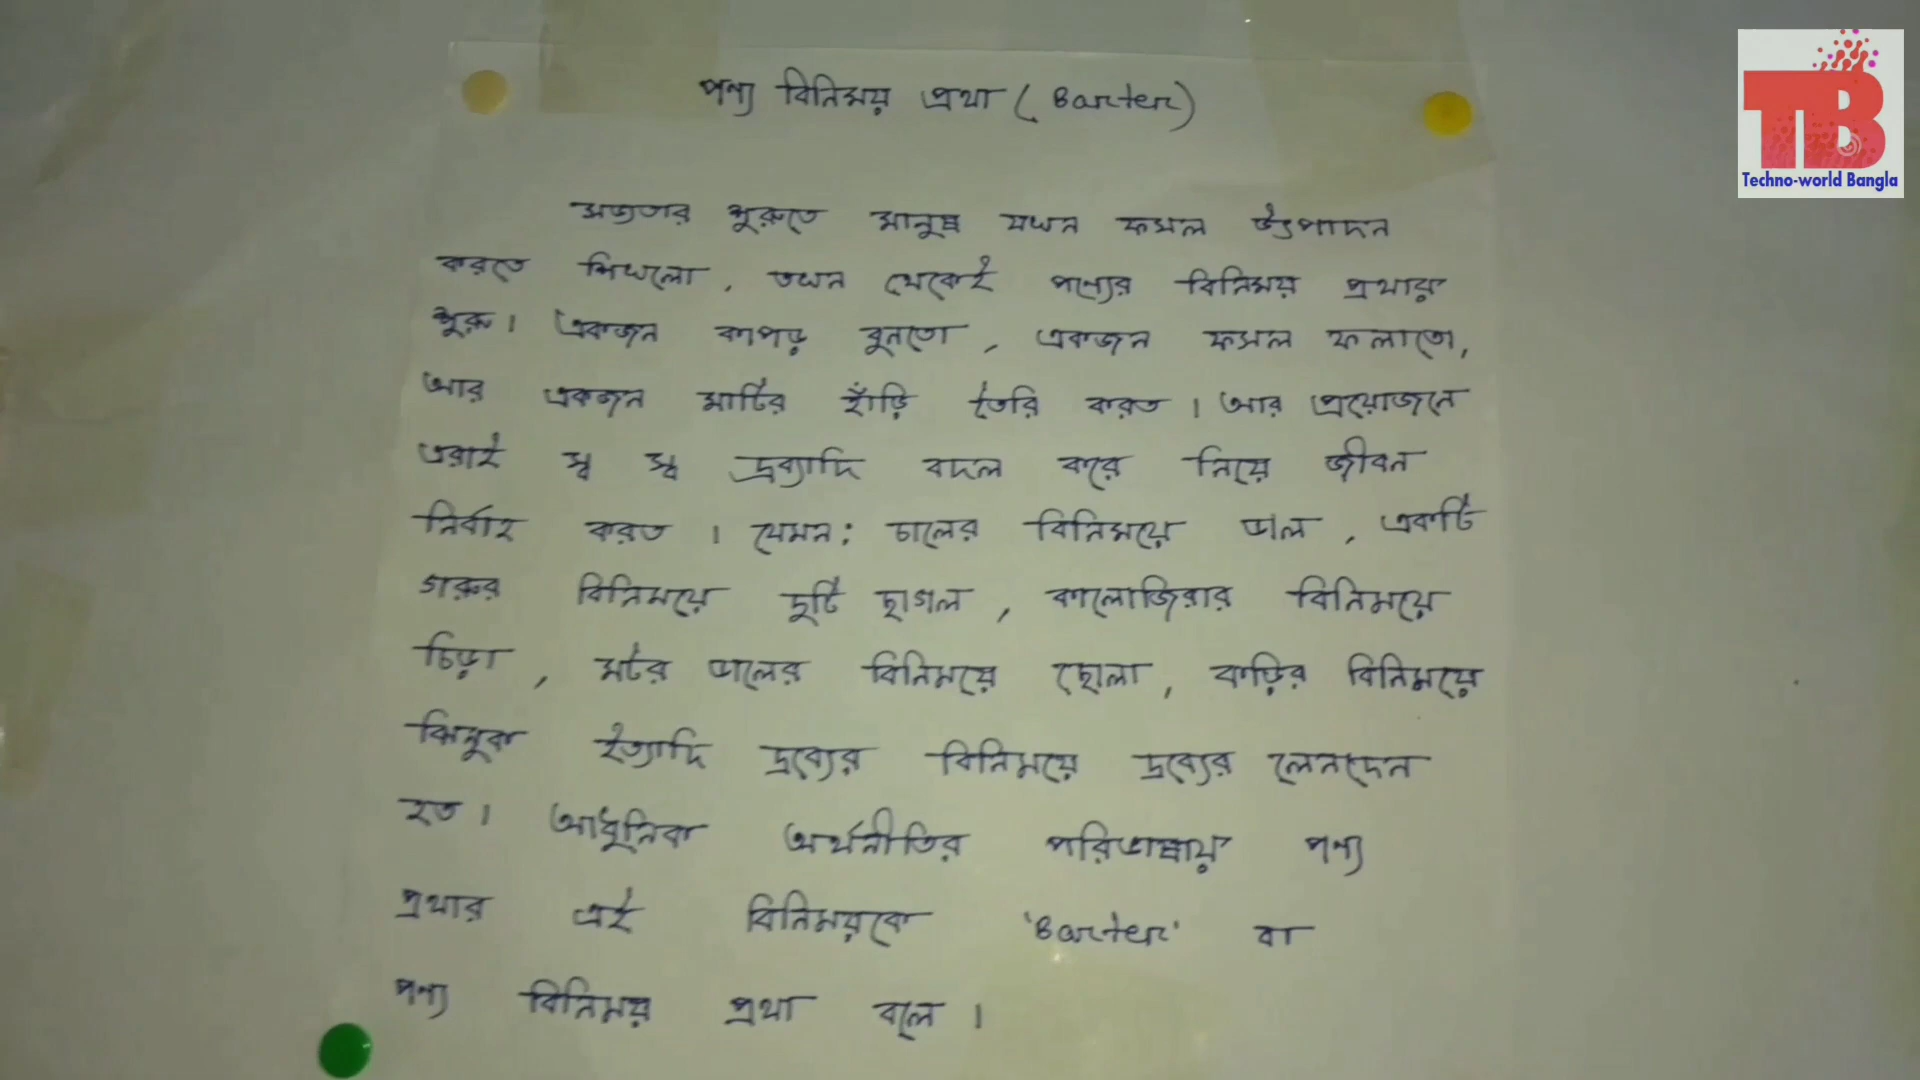 পণ্য বিনিময় প্রথা ( Barter)
TB
Techno-world Bangla
সভ্যতার শুরুতে মানুষ যখন ফসল উৎপাদন
করতে শিখলো , তখন থেকেই পণ্যের বিনিময় প্রথার
শুরু । একজন কাপড় বুনতো , একজন ফসল ফলাতো,
আর একজন মাটির হাঁড়ি তৈরি করত । আর প্রয়োজনে
এরাই স্ব স্ব দ্রব্যাদি বদল করে নিয়ে জীবন
নির্বাহ করত । যেমন: চালের বিনিময়ে ডাল , একটি
গরুর বিনিময়ে দুটি ছাগল , কালোজিরার বিনিময়ে
চিড়া , মটর ডালের বিনিময়ে ছোলা , কড়ির বিনিময়ে
ঝিনুক ইত্যাদি দ্রব্যের বিনিময়ে দ্রব্যের লেনদেন
হত । আধুনিক অর্থনীতির পরিভাষায় পণ্য
প্রথার এই বিনিময়কে 'Barter' বা
পণ্য বিনিময় প্রথা বলে ।